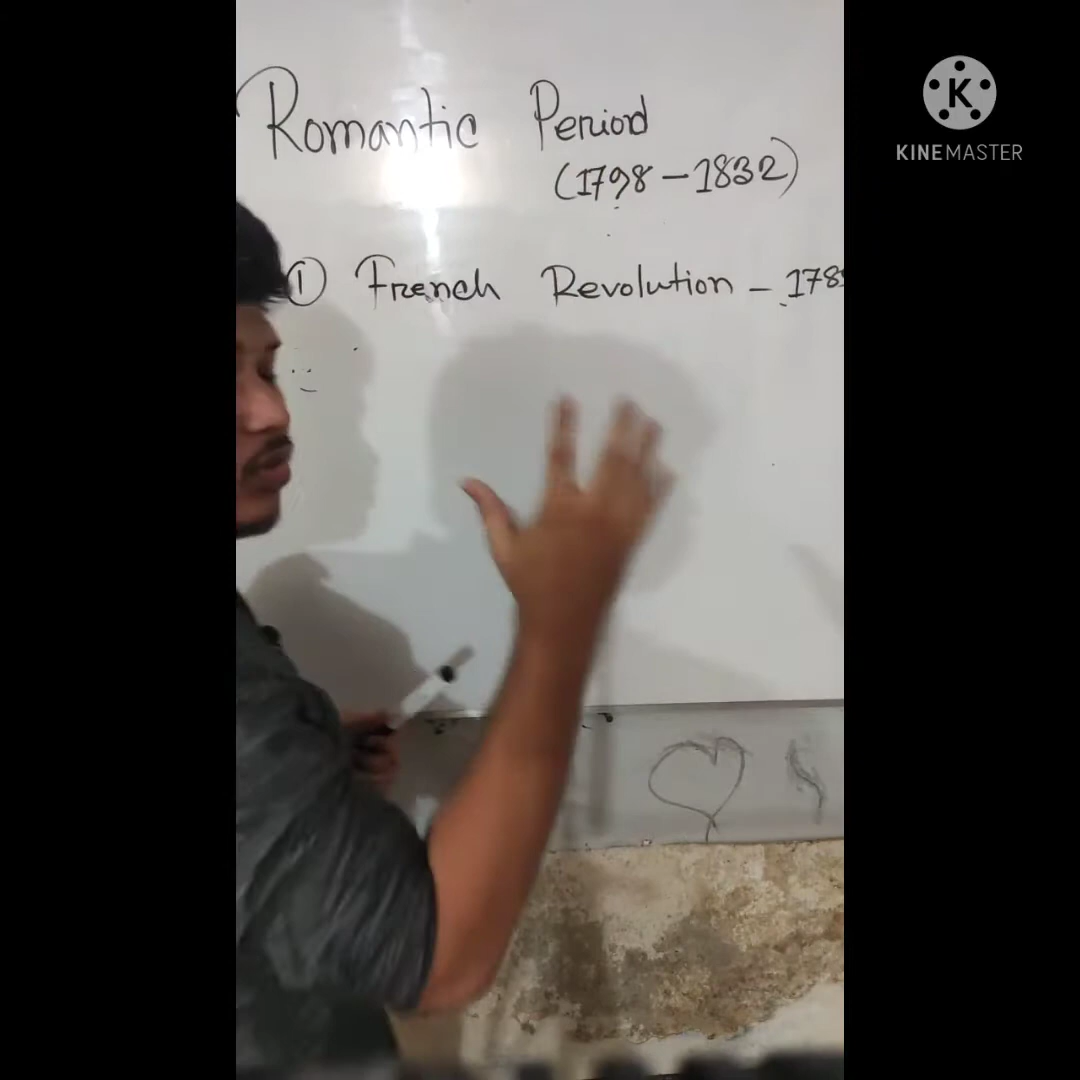 Romantic Period
(1798-1832)
① French Revolution - 178
K
KINEMASTER